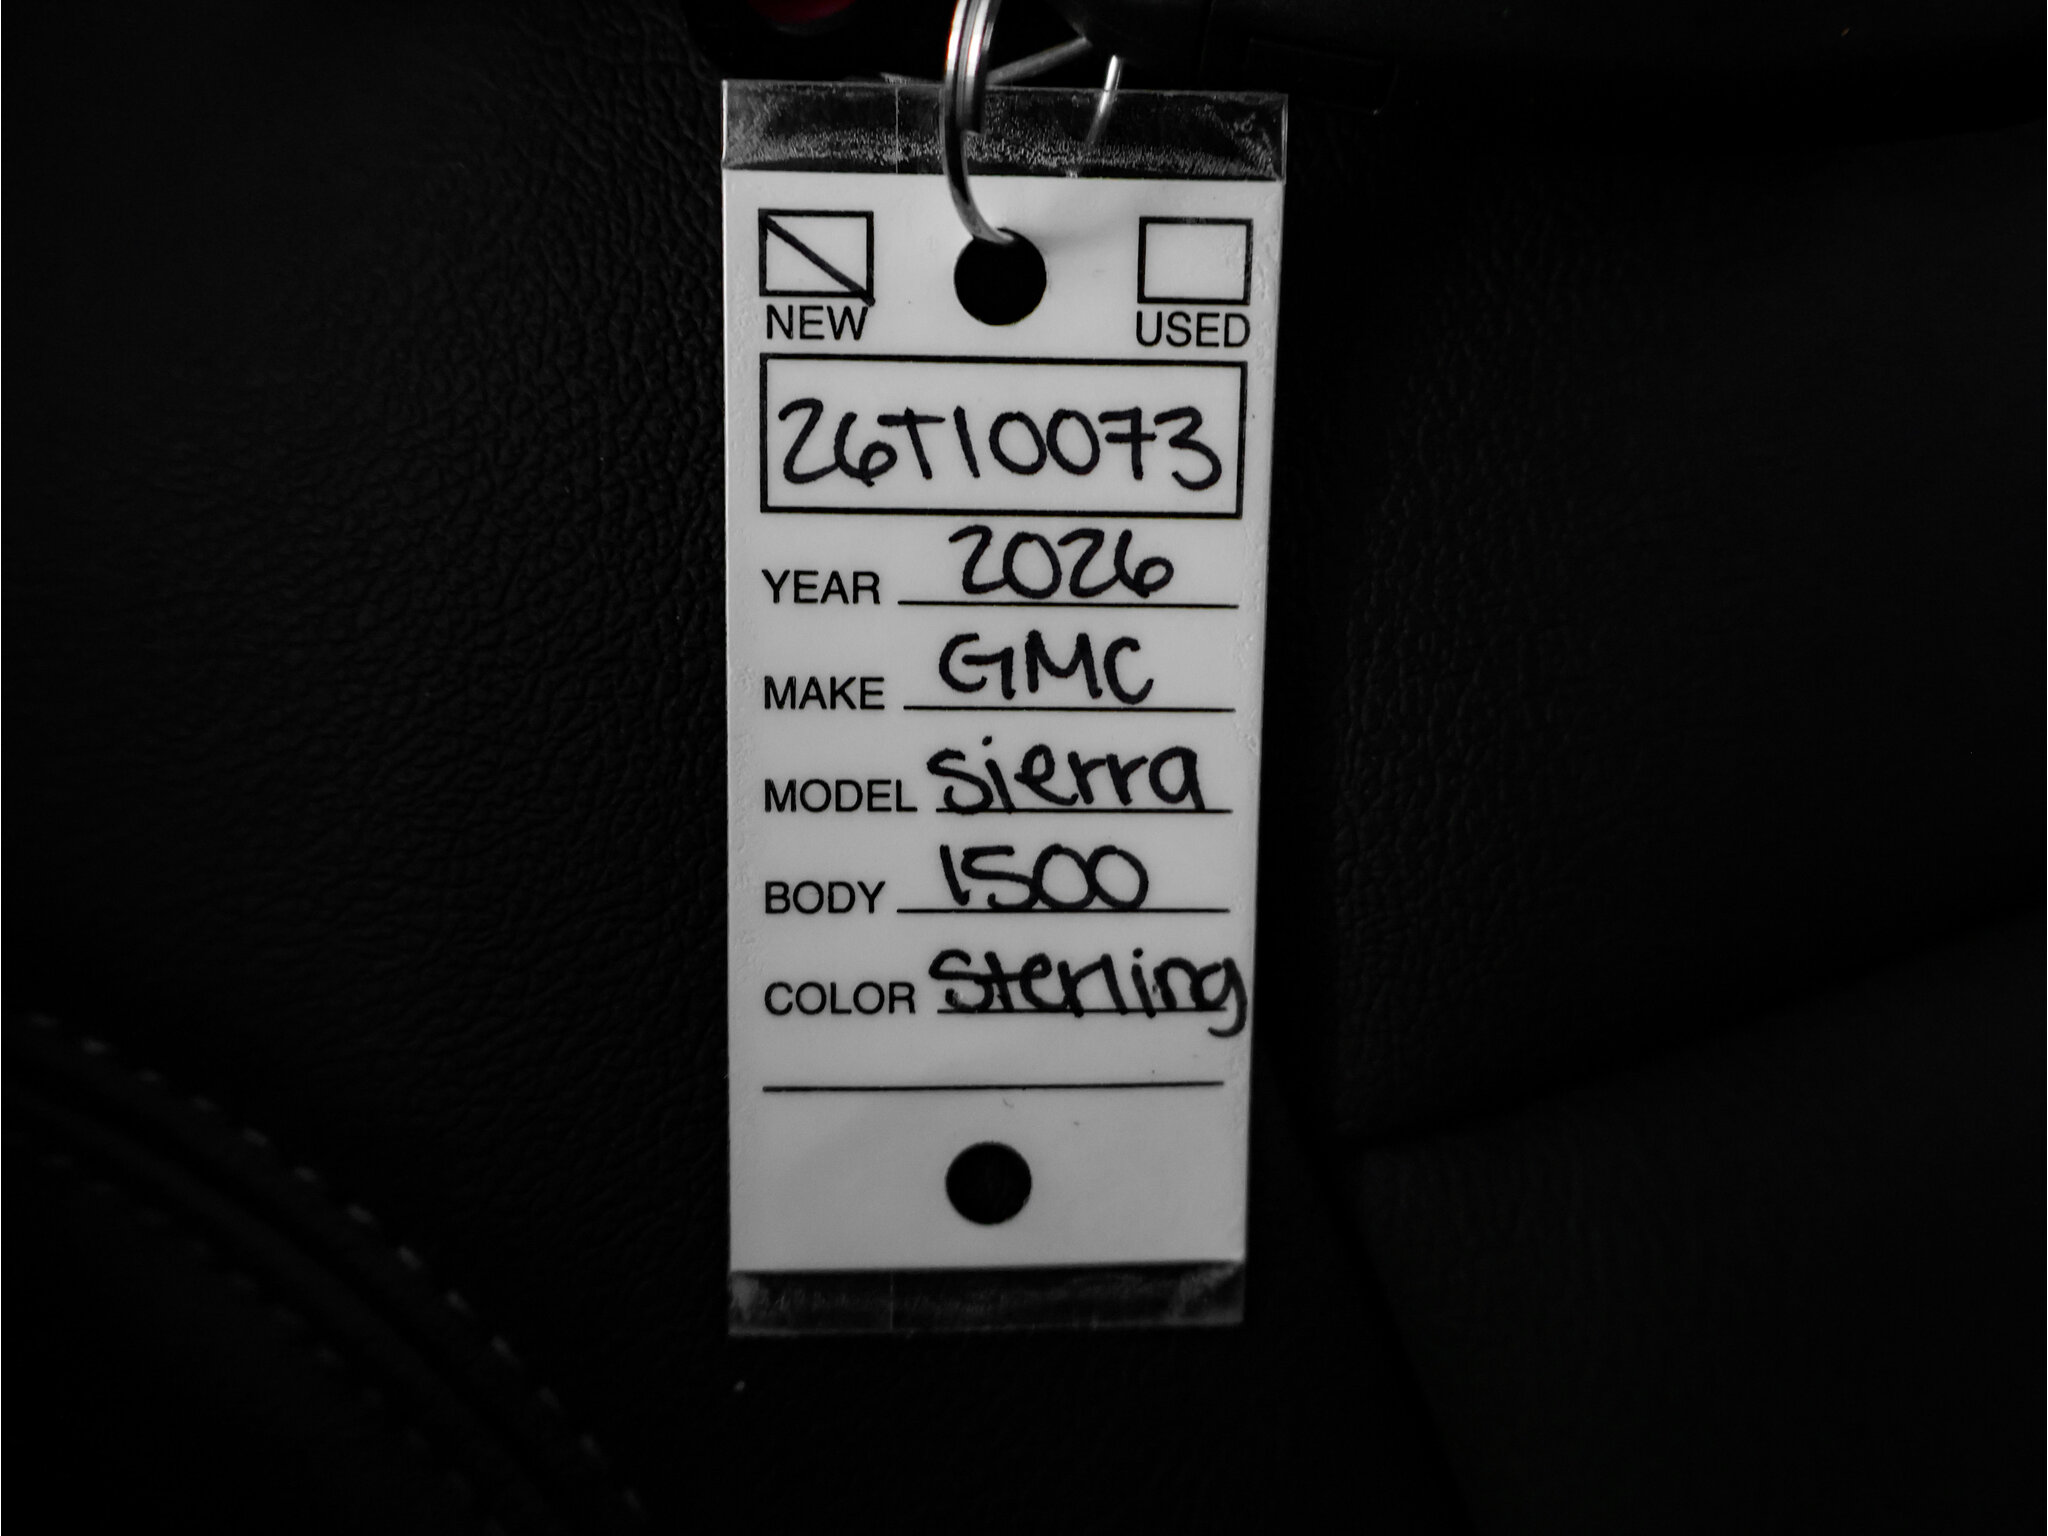 NEW USED
26T10073
YEAR 2026
MAKE GMC
MODEL Sierra
BODY 1500
COLOR Sterling